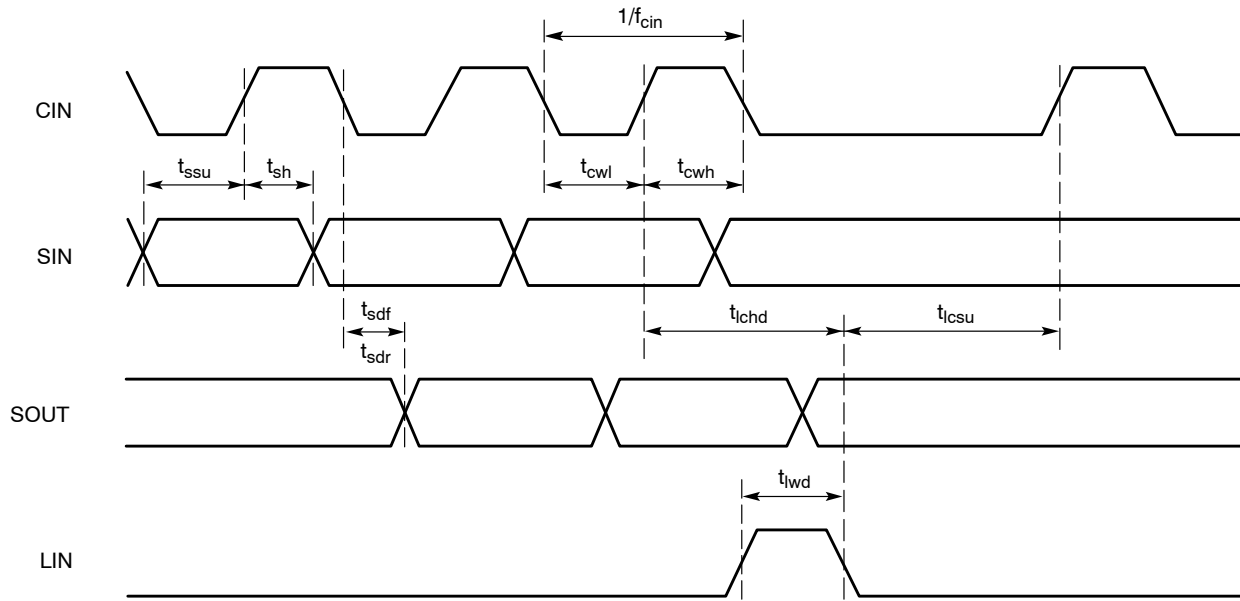 1/fcin
CIN
tssu
tsh
tcwl
tcwh
SIN
tsdf
tsdr
tlchd
tlcsu
SOUT
tlwd
LIN